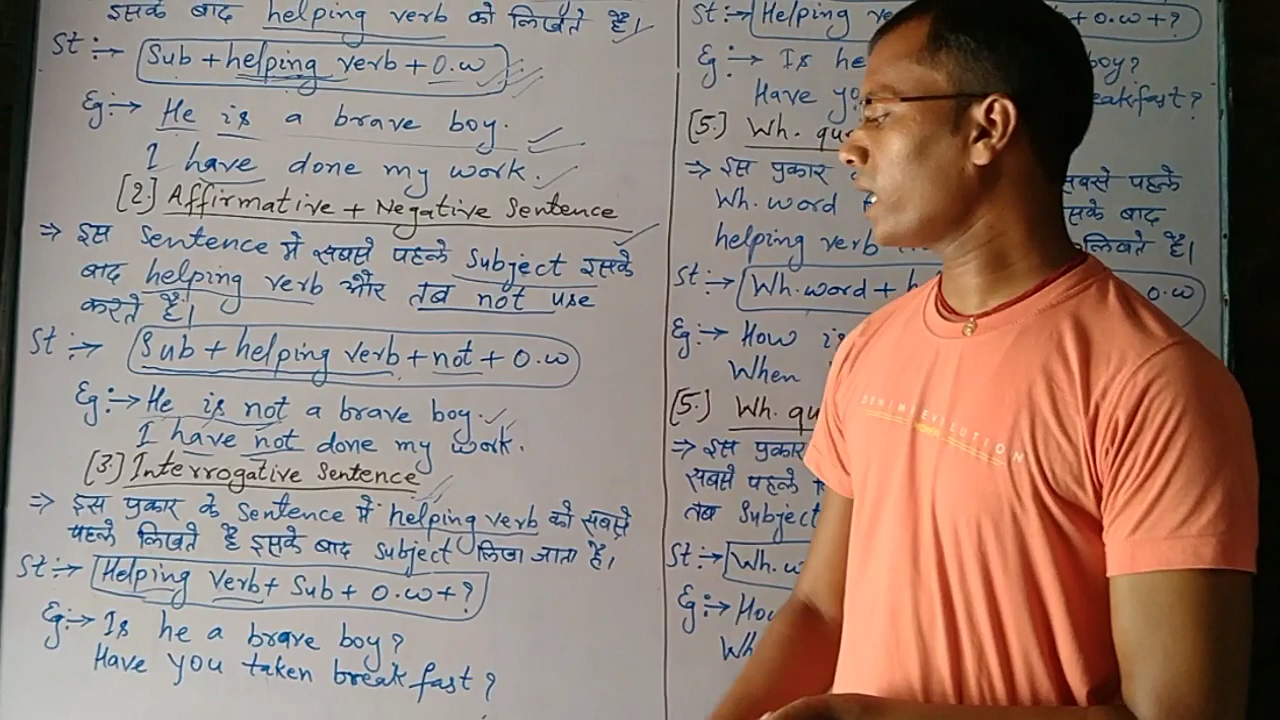 इसके बाद helping verb को लिखते है।
St :→ Sub + helping verb + O.w
Eg:→ He is a brave boy.
I have done my work.
[2.] Affirmative + Negative Sentence
⇒ इस Sentence में सबसे पहले Subject इसके
बाद helping verb और तब not use
करते है।
St :→ Sub + helping verb + not + O.w
Eg:→ He is not a brave boy.
I have not done my work.
[3.] Interrogative Sentence
⇒ इस प्रकार के Sentence में helping verb को सबसे
पहले लिखते है इसके बाद Subject लिखा जाता है।
St :→ Helping verb + Sub + O.w + ?
Eg:→ Is he a brave boy?
Have you taken breakfast?
St :→ Helping + O.w + ?
Eg:→ Is he boy?
Have
[5.] Wh.
⇒ इस प्रकार सबसे पहले
Wh. word इसके बाद
helping verb लिखते है।
St :→ Wh. word + O.w
Eg:→ How is
When
[5.] Wh.
⇒ इस प्रकार
सबसे पहले
तब Subject
St :→ Wh.
Eg:→ How
Wh
DENIM EVOLUTION